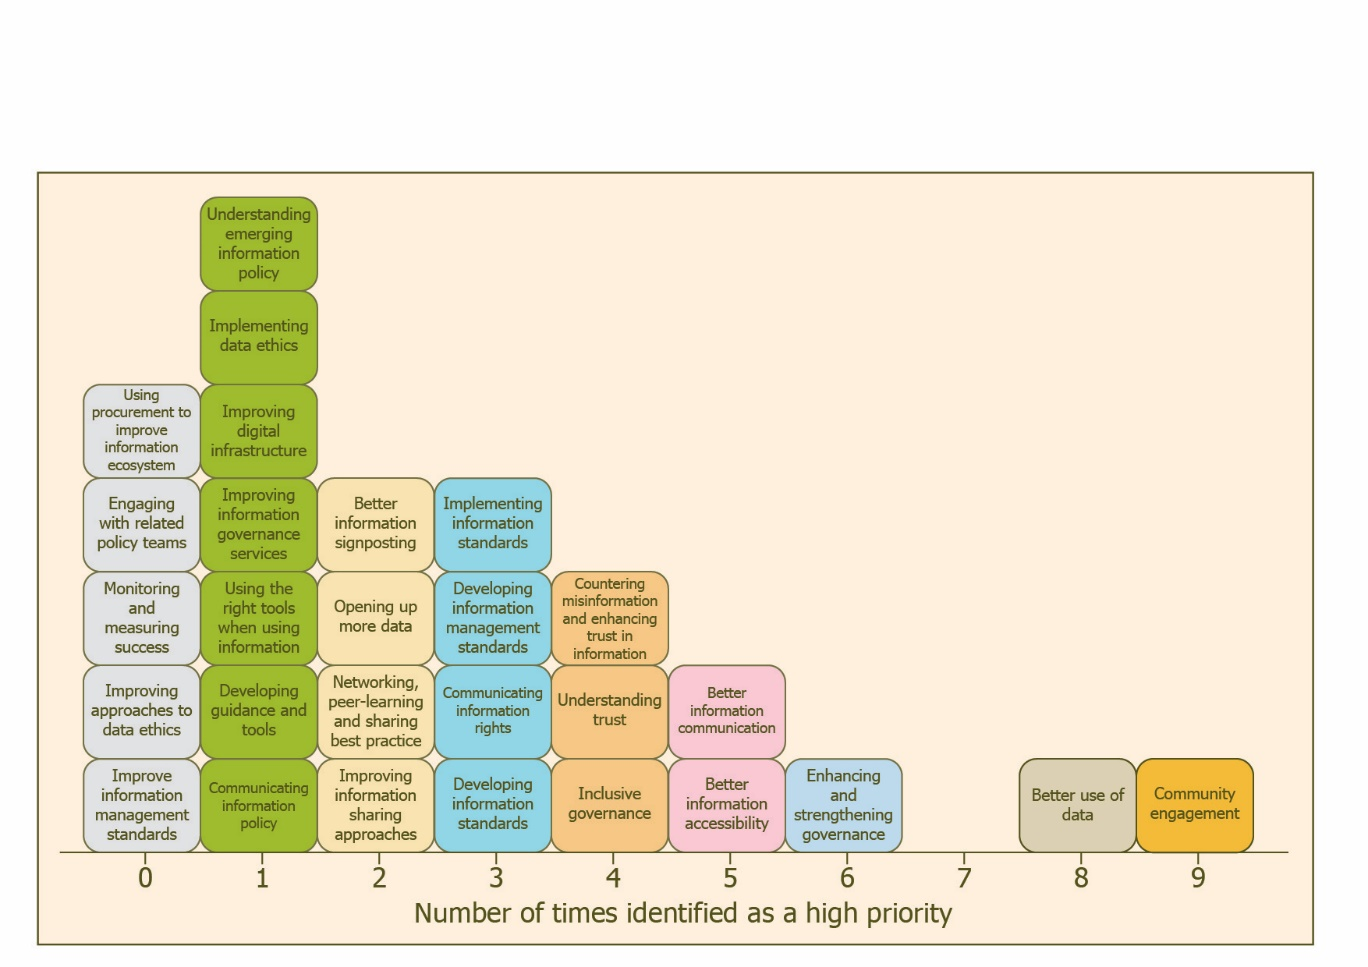 Understanding
emerging
information
policy
Implementing
data ethics
Using
procurement to
improve
information
ecosystem
Improving
digital
infrastructure
Engaging
with related
policy teams
Improving
information
governance
services
Better
information
signposting
Implementing
information
standards
Monitoring
and
measuring
success
Using the
right tools
when using
information
Opening up
more data
Developing
information
management
standards
Countering
misinformation
and enhancing
trust in
information
Improving
approaches to
data ethics
Developing
guidance and
tools
Networking,
peer-learning
and sharing
best practice
Communicating
information
rights
Understanding
trust
Better
information
communication
Improve
information
management
standards
Communicating
information
policy
Improving
information
sharing
approaches
Developing
information
standards
Inclusive
governance
Better
information
accessibility
Enhancing
and
strengthening
governance
Better use of
data
Community
engagement
0 1 2 3 4 5 6 7 8 9
Number of times identified as a high priority